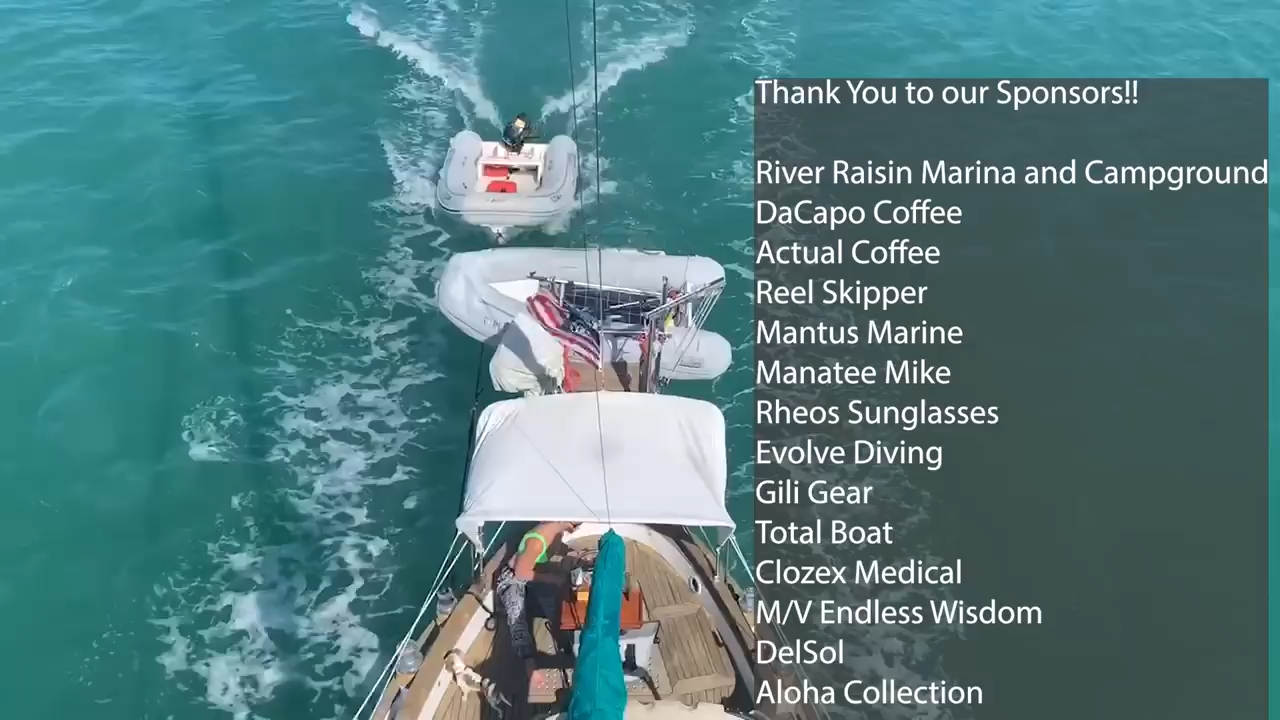 Thank You to our Sponsors!!
River Raisin Marina and Campground
DaCapo Coffee
Actual Coffee
Reel Skipper
Mantus Marine
Manatee Mike
Rheos Sunglasses
Evolve Diving
Gili Gear
Total Boat
Clozex Medical
M/V Endless Wisdom
DelSol
Aloha Collection